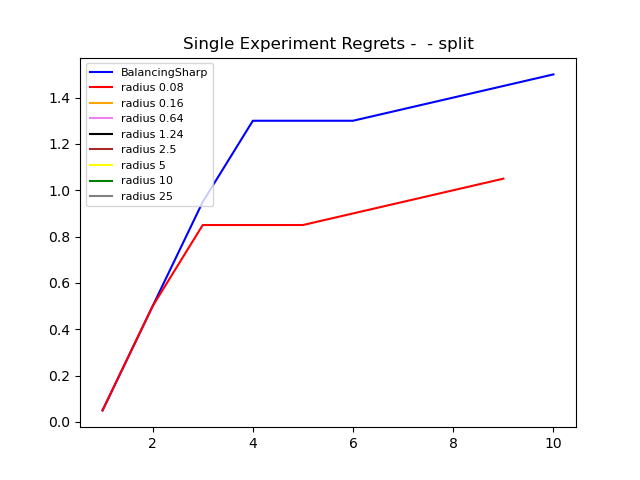 Single Experiment Regrets -  - split
BalancingSharp
radius 0.08
radius 0.16
radius 0.64
radius 1.24
radius 2.5
radius 5
radius 10
radius 25
1.4
1.2
1.0
0.8
0.6
0.4
0.2
0.0
2 4 6 8 10